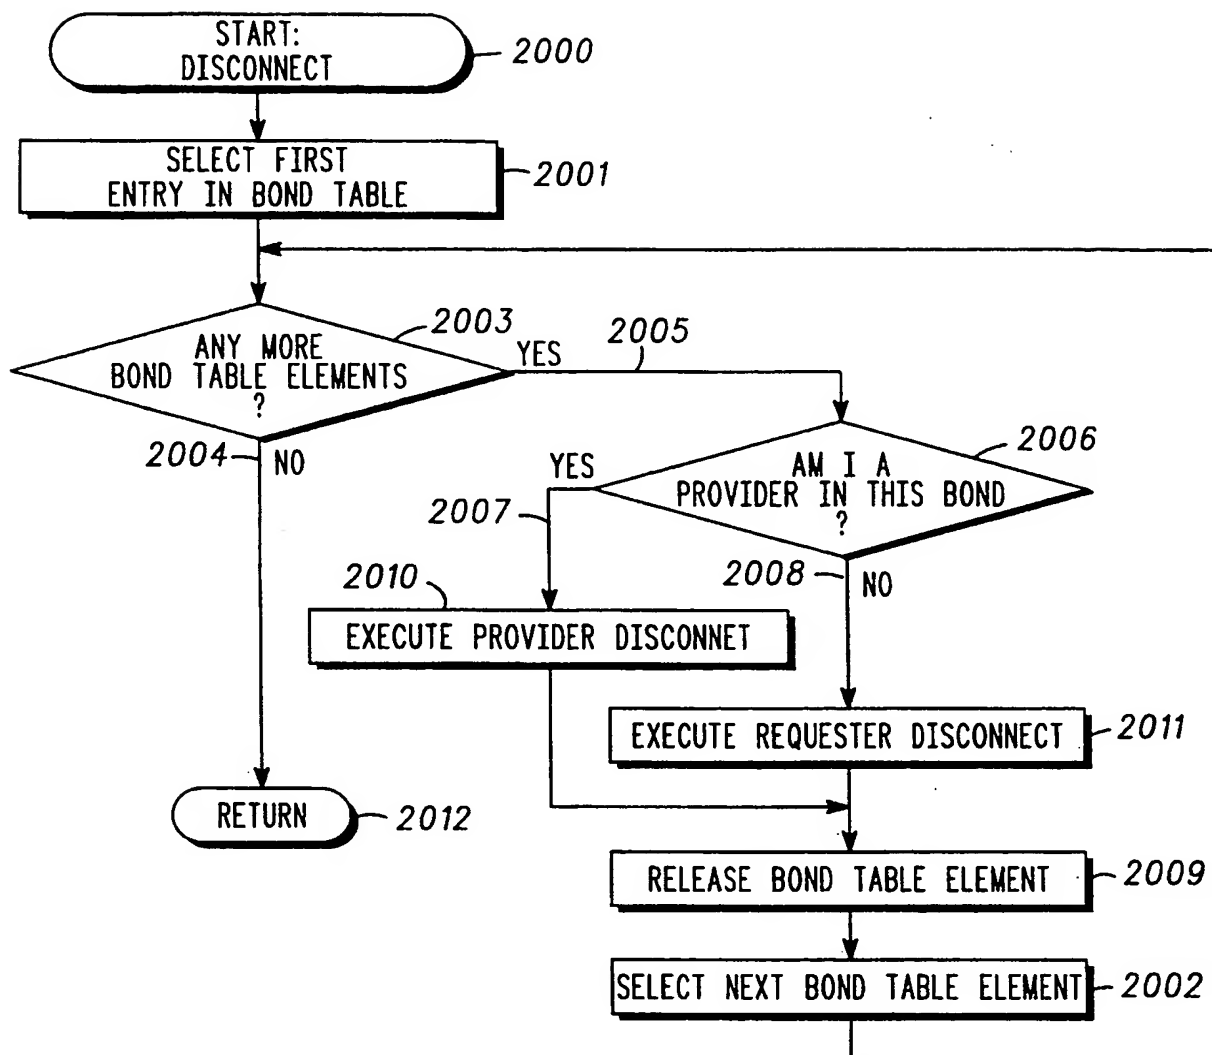 START:
DISCONNECT
2000
SELECT FIRST
ENTRY IN BOND TABLE
2001
ANY MORE
BOND TABLE ELEMENTS
?
2003
YES
2005
2004
NO
AM I A
PROVIDER IN THIS BOND
?
2006
YES
2007
2008
NO
2010
EXECUTE PROVIDER DISCONNET
EXECUTE REQUESTER DISCONNECT
2011
RETURN
2012
RELEASE BOND TABLE ELEMENT
2009
SELECT NEXT BOND TABLE ELEMENT
2002